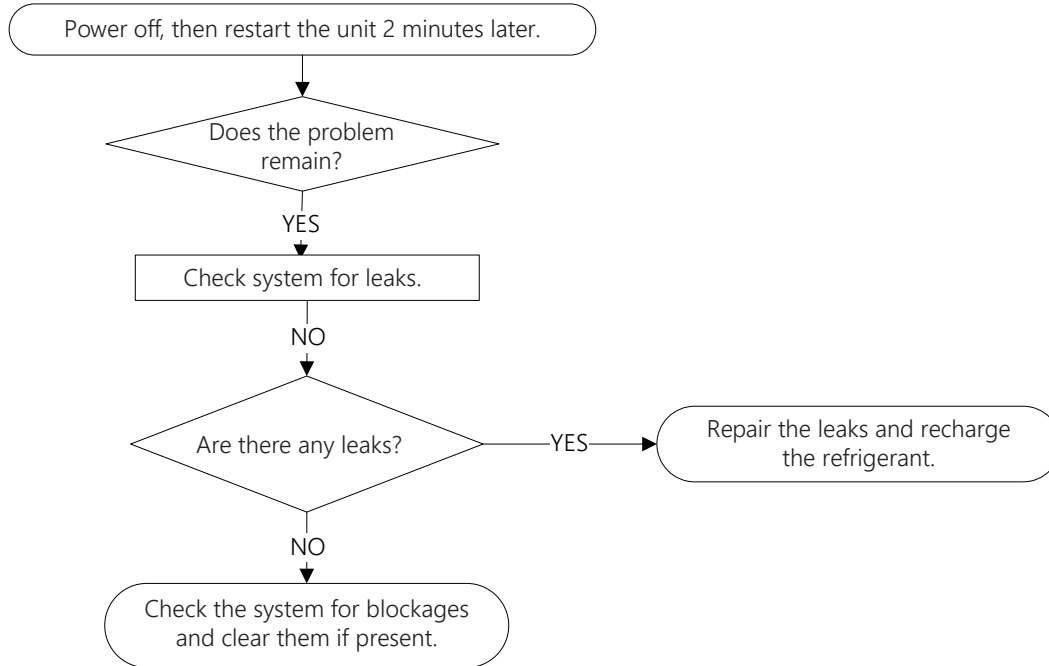 Power off, then restart the unit 2 minutes later.
Does the problem
remain?
YES
Check system for leaks.
NO
Are there any leaks?
YES
Repair the leaks and recharge
the refrigerant.
NO
Check the system for blockages
and clear them if present.